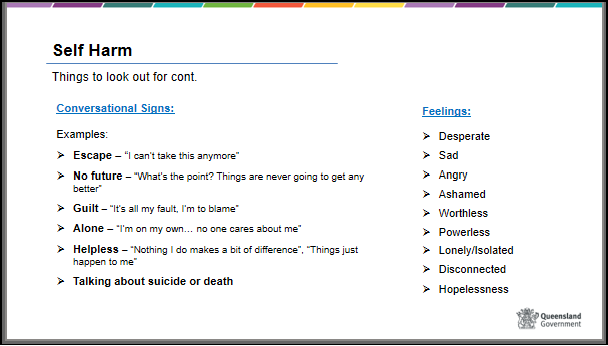 Self Harm
Things to look out for cont.
Conversational Signs:
Examples:
➢ Escape – “I can't take this anymore”
➢ No future – “What's the point? Things are never going to get any
better”
➢ Guilt – “It's all my fault, I'm to blame”
➢ Alone – “I'm on my own… no one cares about me”
➢ Helpless – “Nothing I do makes a bit of difference”, “Things just
happen to me”
➢ Talking about suicide or death
Feelings:
➢ Desperate
➢ Sad
➢ Angry
➢ Ashamed
➢ Worthless
➢ Powerless
➢ Lonely/Isolated
➢ Disconnected
➢ Hopelessness
Queensland
Government